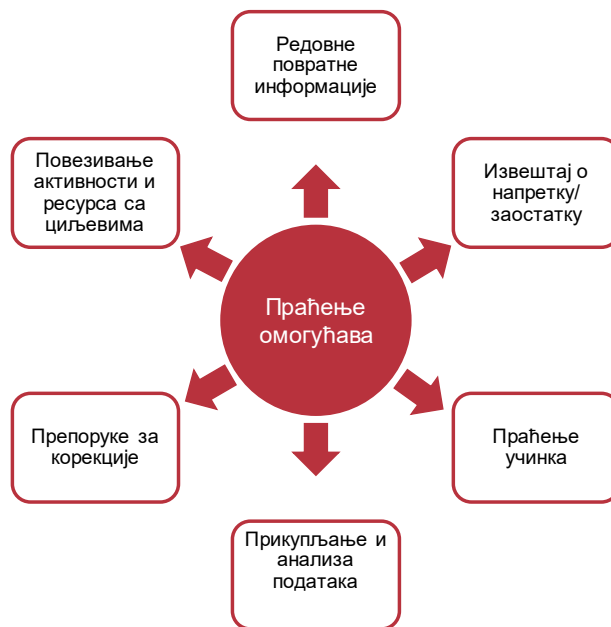 Редовне
повратне
информације
Повезивање
активности и
ресурса са
циљевима
Извештај о
напретку/
заостатку
Праћење
омогућава
Препоруке за
корекције
Праћење
учинка
Прикупљање и
анализа
података